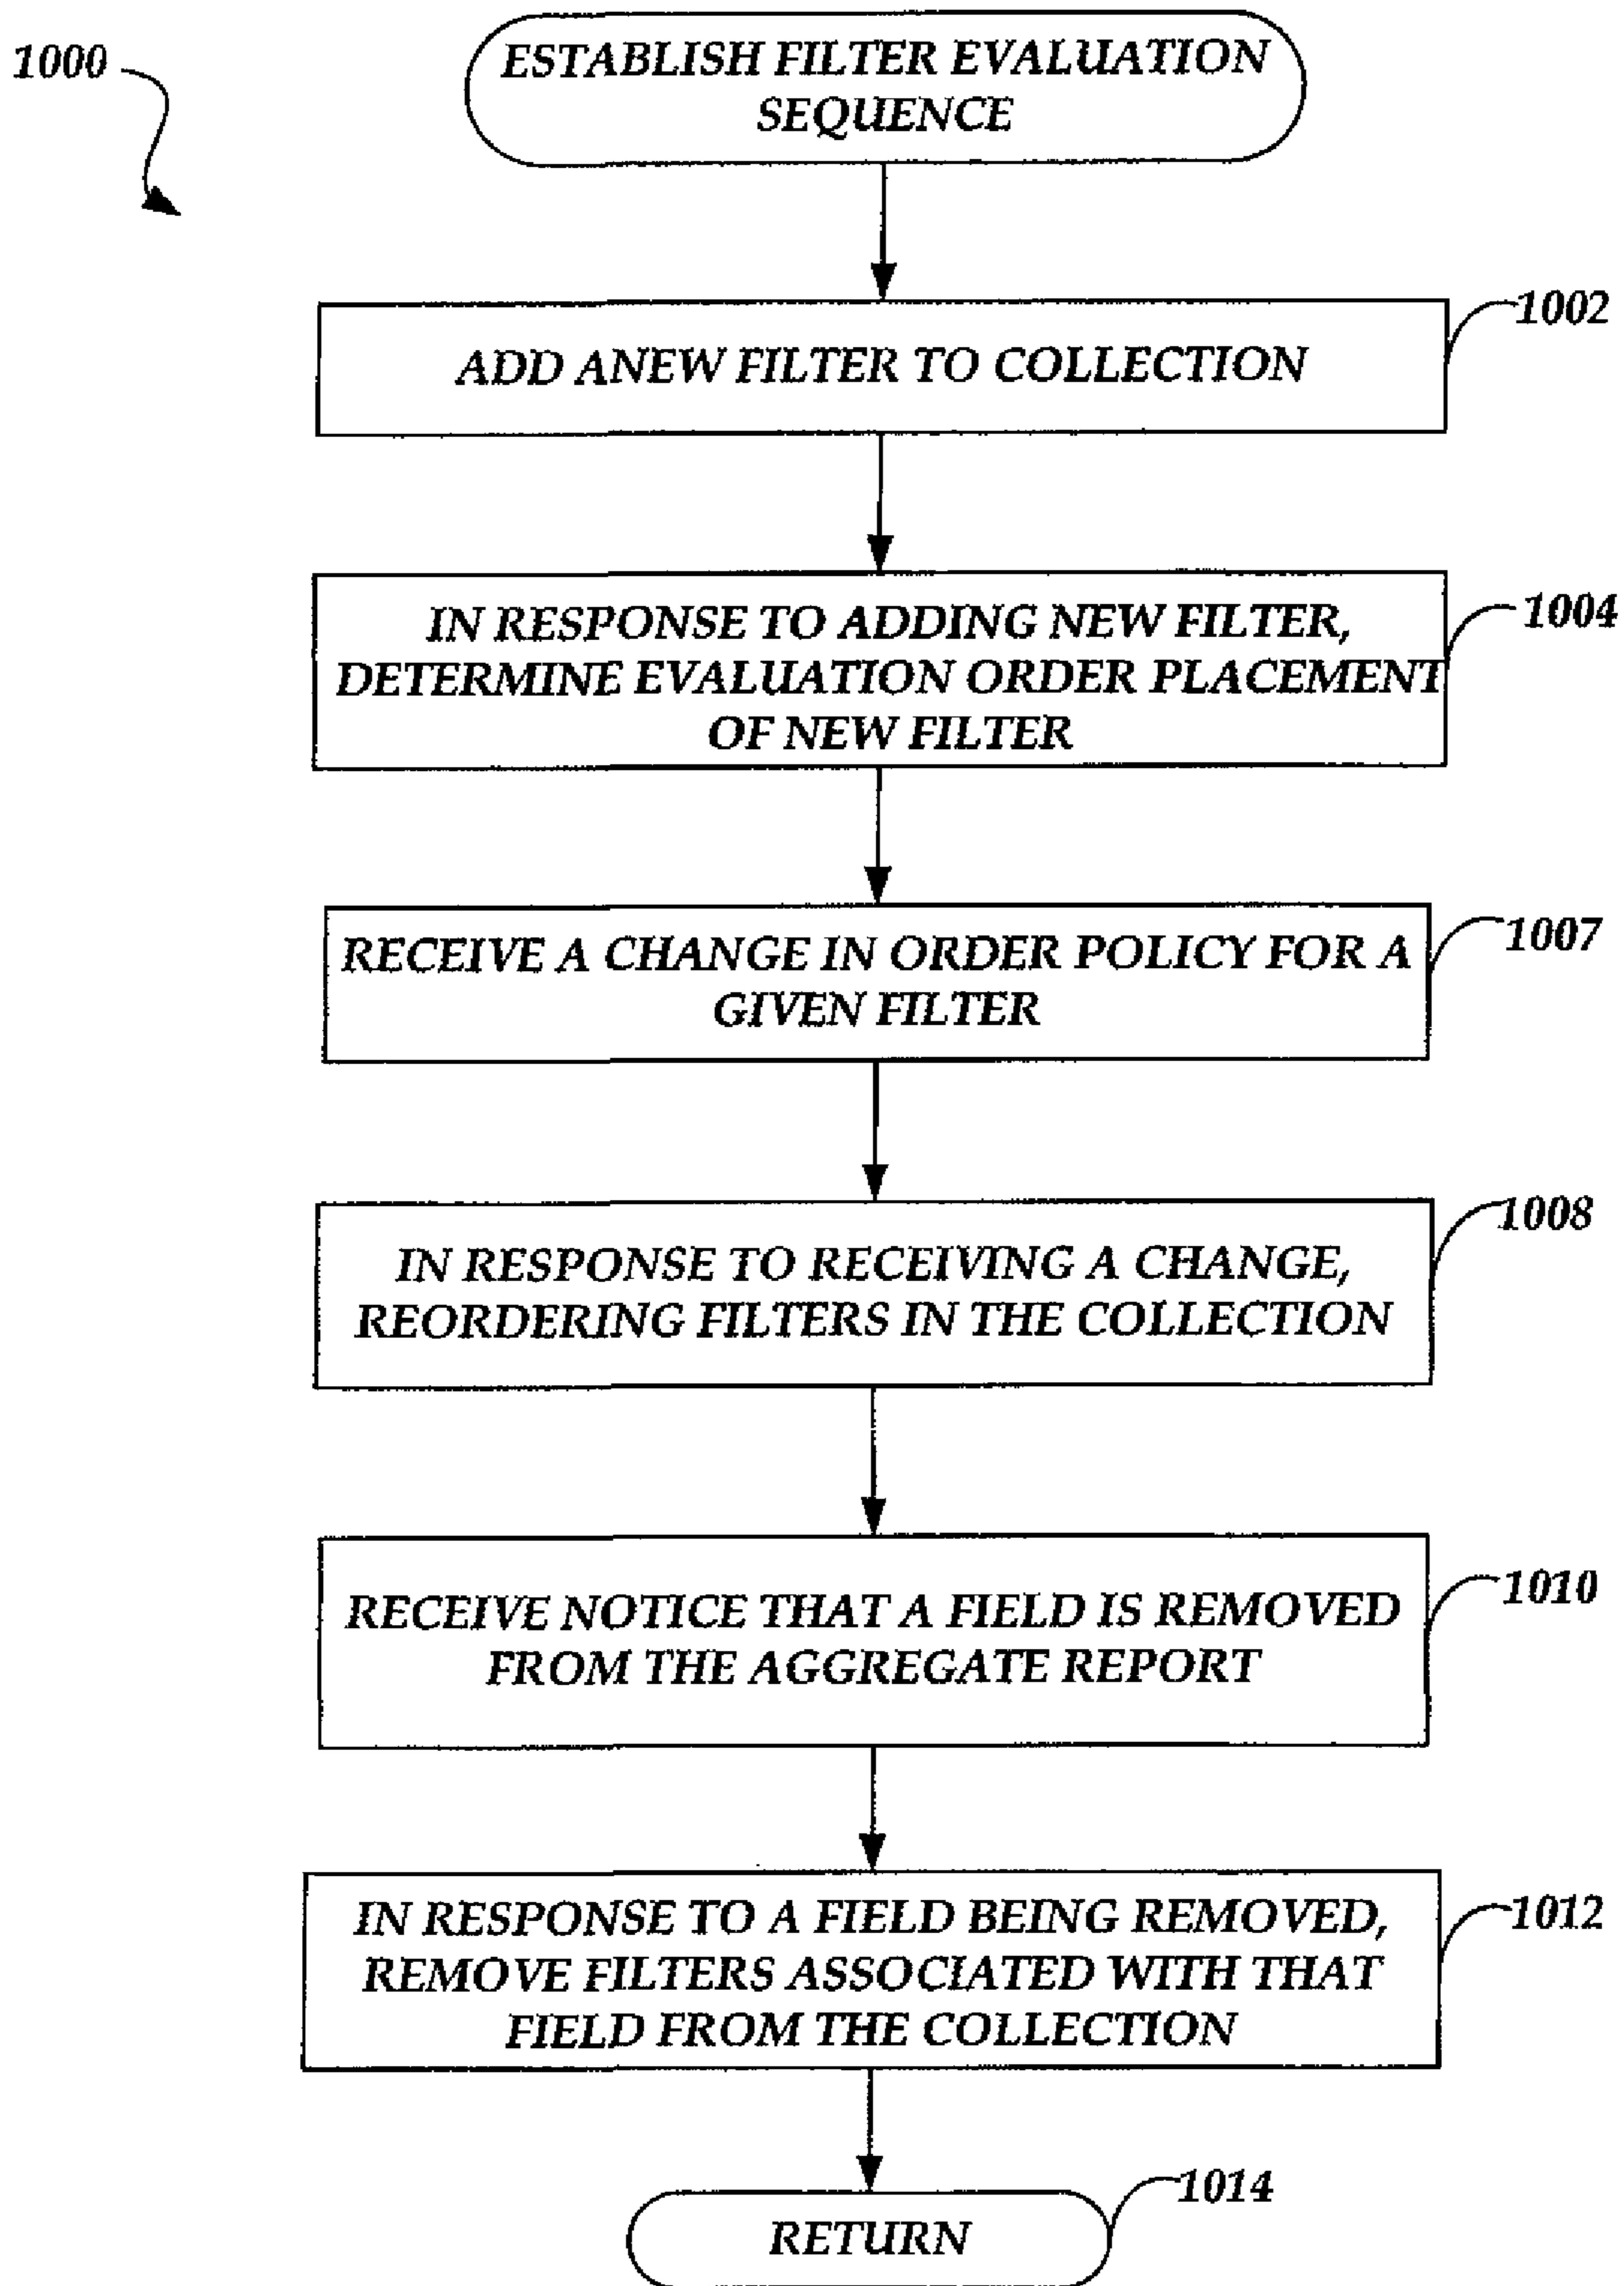 1000
ESTABLISH FILTER EVALUATION
SEQUENCE
1002
ADD ANEW FILTER TO COLLECTION
1004
IN RESPONSE TO ADDING NEW FILTER,
DETERMINE EVALUATION ORDER PLACEMENT
OF NEW FILTER
1007
RECEIVE A CHANGE IN ORDER POLICY FOR A
GIVEN FILTER
1008
IN RESPONSE TO RECEIVING A CHANGE,
REORDERING FILTERS IN THE COLLECTION
1010
RECEIVE NOTICE THAT A FIELD IS REMOVED
FROM THE AGGREGATE REPORT
1012
IN RESPONSE TO A FIELD BEING REMOVED,
REMOVE FILTERS ASSOCIATED WITH THAT
FIELD FROM THE COLLECTION
1014
RETURN